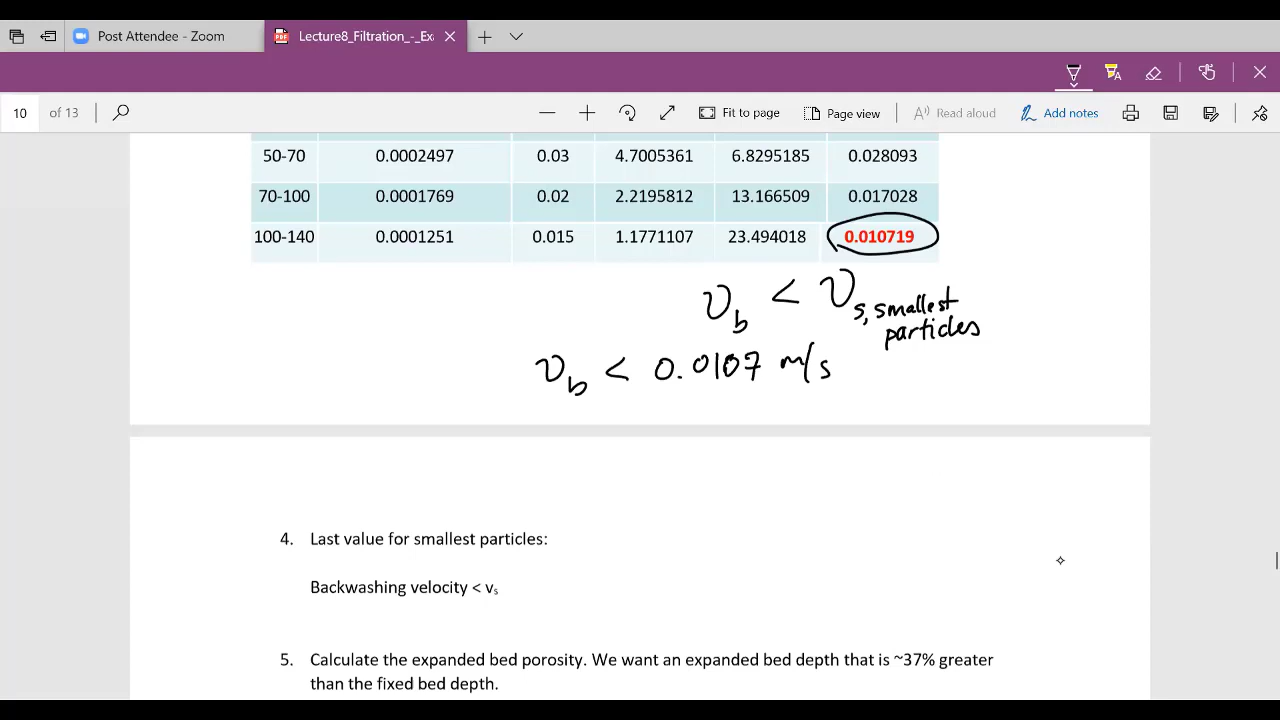 Post Attendee - Zoom
Lecture8_Filtration_-_Ex
10 of 13
Fit to page
Page view
Read aloud
Add notes
50-70 0.0002497 0.03 4.7005361 6.8295185 0.028093
70-100 0.0001769 0.02 2.2195812 13.166509 0.017028
100-140 0.0001251 0.015 1.1771107 23.494018 0.010719
v_b < v_s, smallest
particles
v_b < 0.0107 m/s
4. Last value for smallest particles:
Backwashing velocity < vₛ
5. Calculate the expanded bed porosity. We want an expanded bed depth that is ~37% greater
than the fixed bed depth.